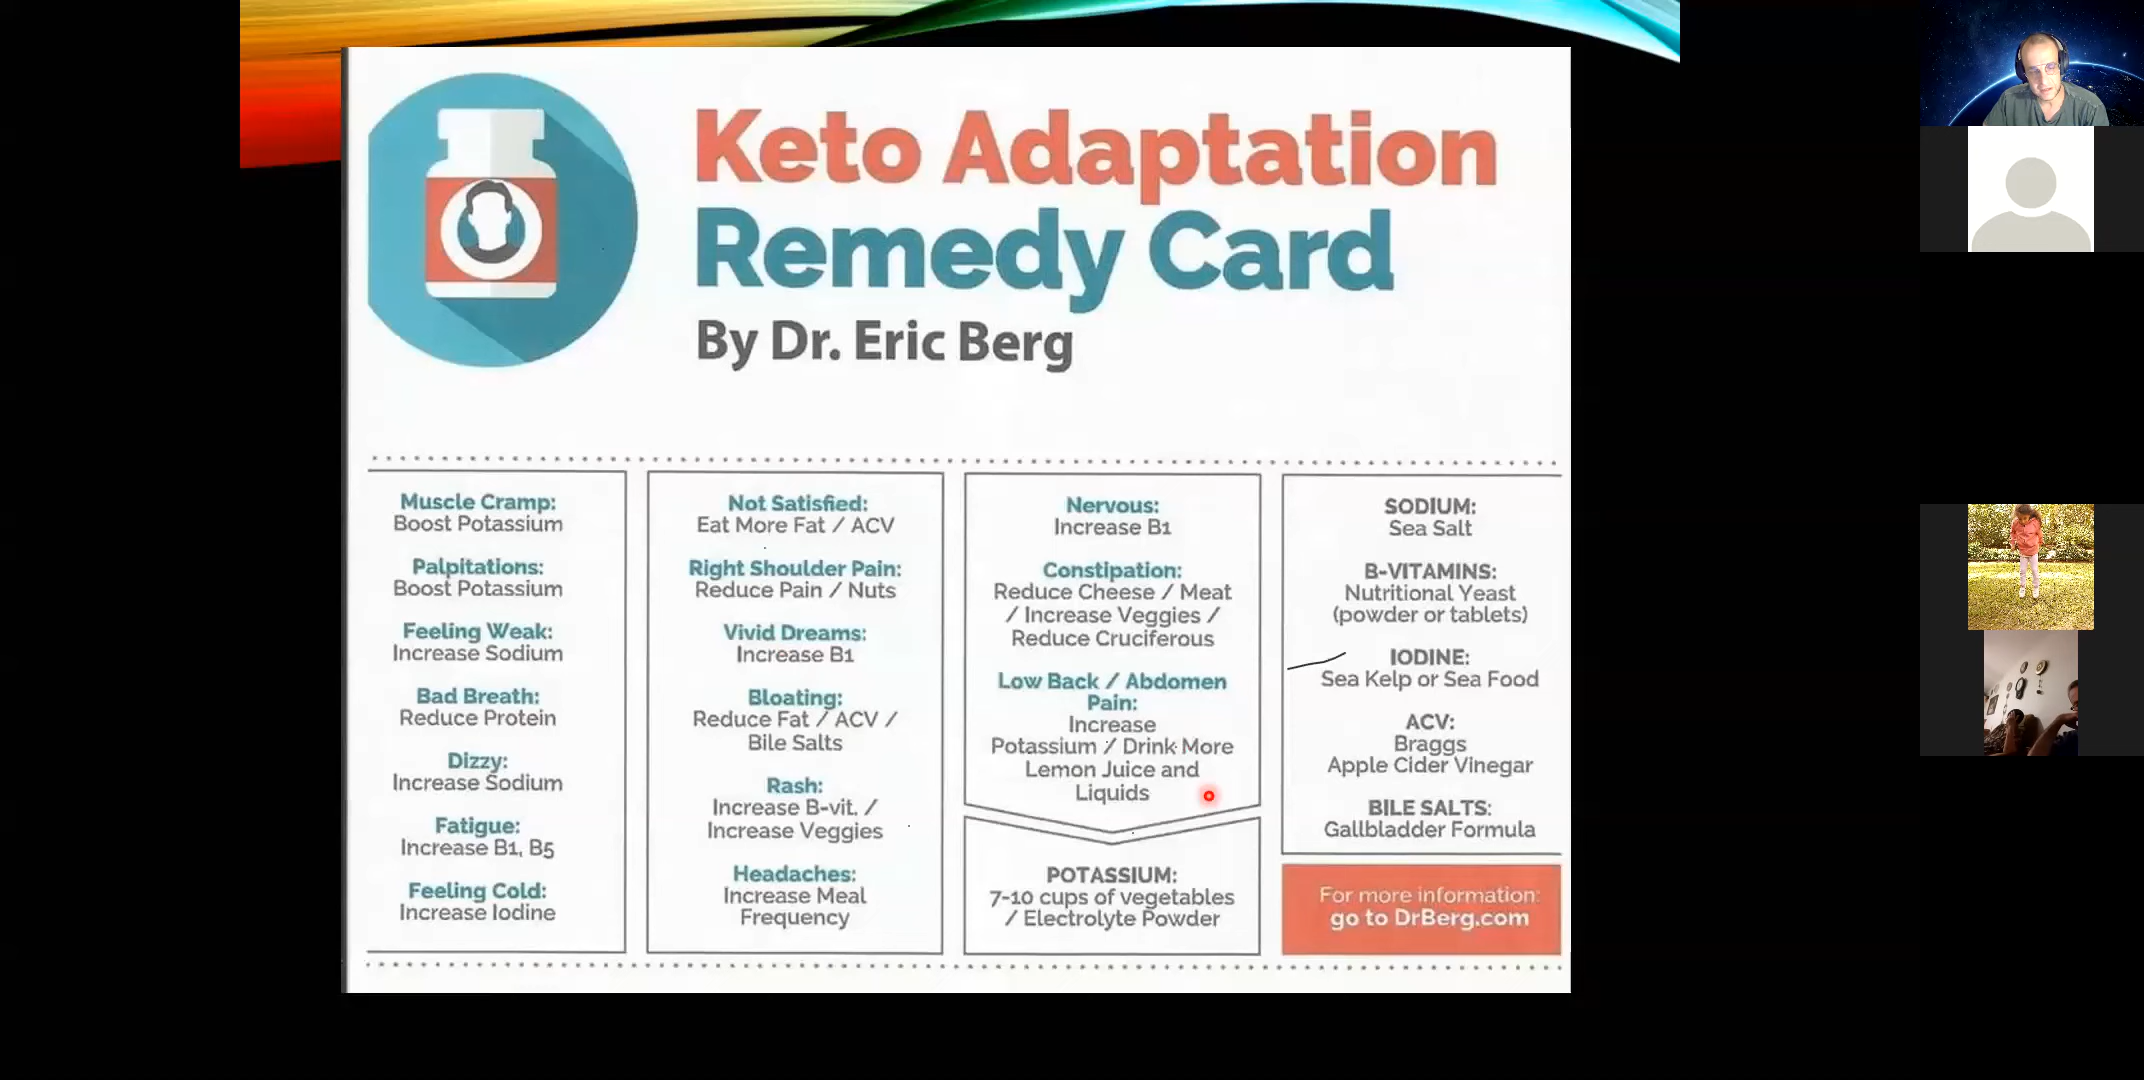 Keto Adaptation
Remedy Card
By Dr. Eric Berg
Muscle Cramp:
Boost Potassium
Palpitations:
Boost Potassium
Feeling Weak:
Increase Sodium
Bad Breath:
Reduce Protein
Dizzy:
Increase Sodium
Fatigue:
Increase B1, B5
Feeling Cold:
Increase Iodine
Not Satisfied:
Eat More Fat / ACV
Right Shoulder Pain:
Reduce Pain / Nuts
Vivid Dreams:
Increase B1
Bloating:
Reduce Fat / ACV /
Bile Salts
Rash:
Increase B-vit. /
Increase Veggies
Headaches:
Increase Meal
Frequency
Nervous:
Increase B1
Constipation:
Reduce Cheese / Meat
/ Increase Veggies /
Reduce Cruciferous
Low Back / Abdomen
Pain:
Increase
Potassium / Drink More
Lemon Juice and
Liquids
POTASSIUM:
7-10 cups of vegetables
/ Electrolyte Powder
SODIUM:
Sea Salt
B-VITAMINS:
Nutritional Yeast
(powder or tablets)
IODINE:
Sea Kelp or Sea Food
ACV:
Braggs
Apple Cider Vinegar
BILE SALTS:
Gallbladder Formula
For more information:
go to DrBerg.com